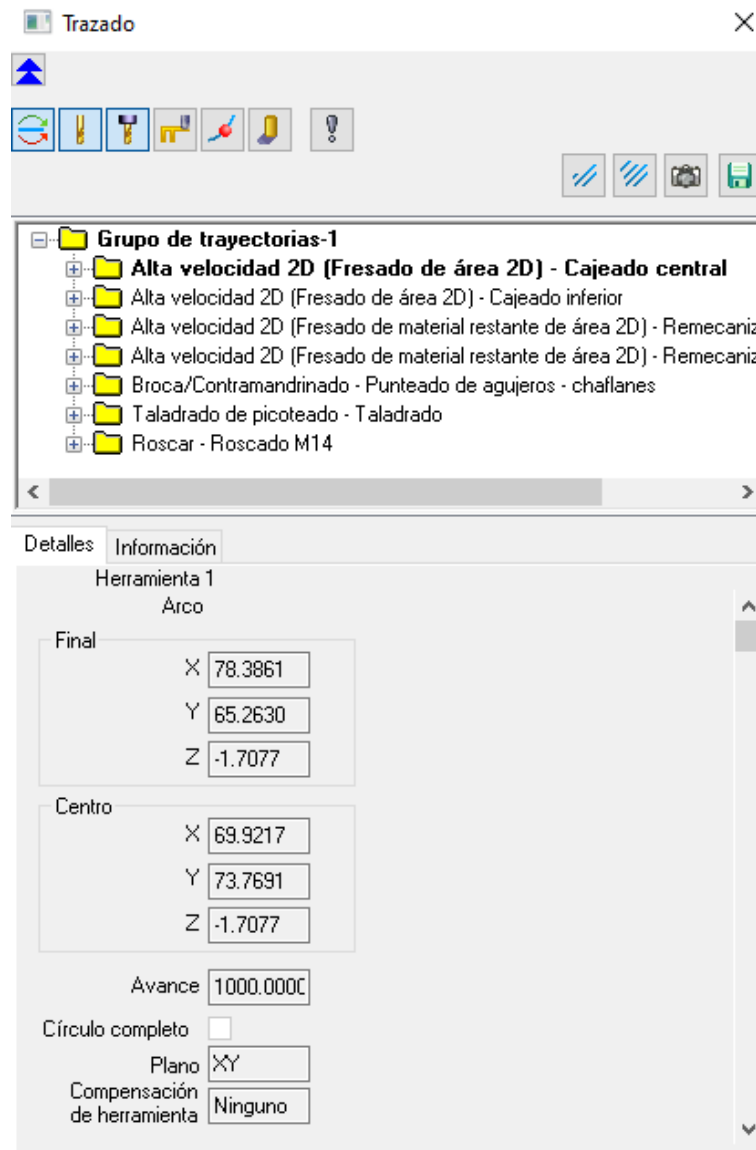 Trazado
Grupo de trayectorias-1
Alta velocidad 2D (Fresado de área 2D) - Cajeado central
Alta velocidad 2D (Fresado de área 2D) - Cajeado inferior
Alta velocidad 2D (Fresado de material restante de área 2D) - Remecaniz
Alta velocidad 2D (Fresado de material restante de área 2D) - Remecaniz
Broca/Contramandrinado - Punteado de agujeros - chaflanes
Taladrado de picoteado - Taladrado
Roscar - Roscado M14
Detalles Información
Herramienta 1
Arco
Final
X 78.3861
Y 65.2630
Z -1.7077
Centro
X 69.9217
Y 73.7691
Z -1.7077
Avance 1000.000
Círculo completo
Plano XY
Compensación
de herramienta Ninguno